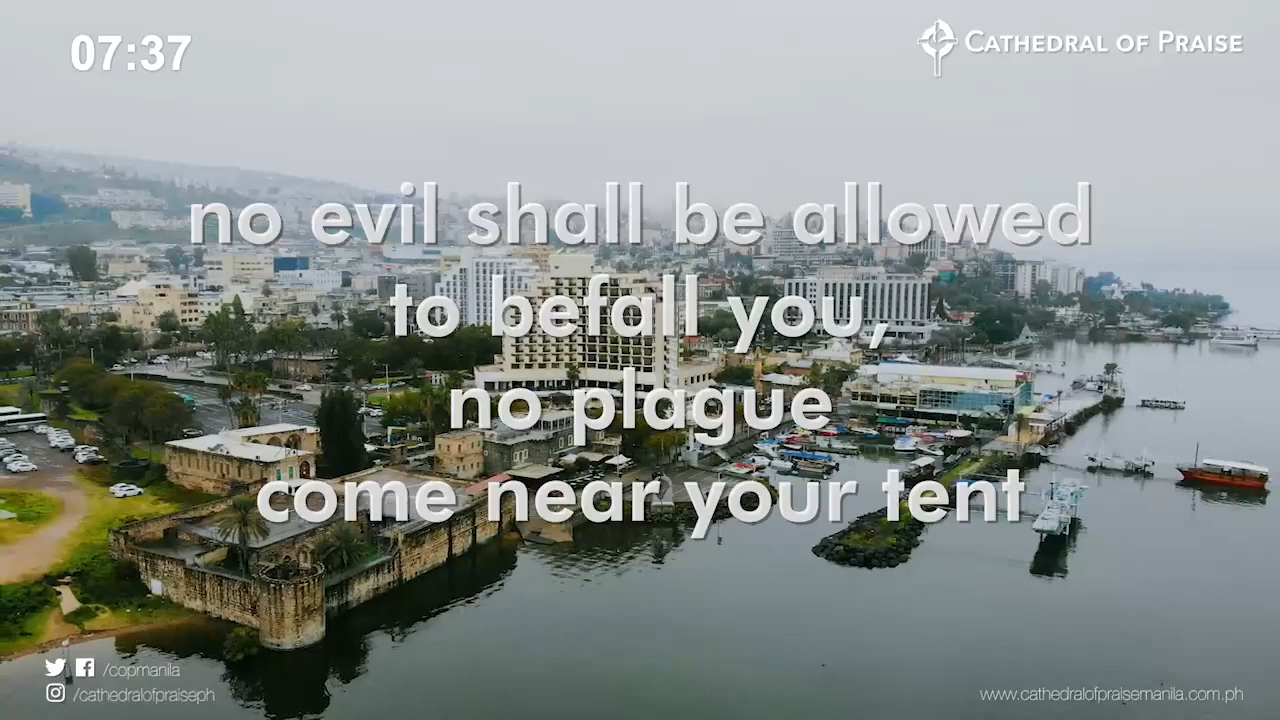 07:37
CATHEDRAL OF PRAISE
no evil shall be allowed
to befall you,
no plague
come near your tent
/copmanila
/cathedralofpraiseph
www.cathedralofpraisemanila.com.ph